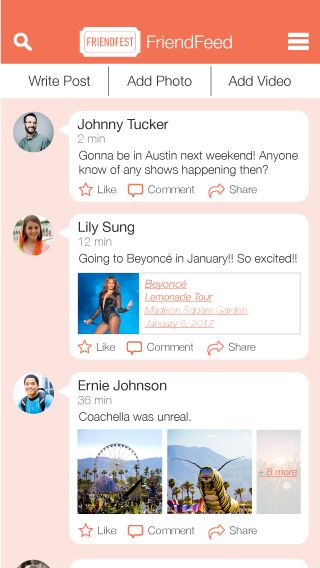 FRIENDFEST FriendFeed
Write Post Add Photo Add Video
Johnny Tucker
2 min
Gonna be in Austin next weekend! Anyone
know of any shows happening then?
Like Comment Share
Lily Sung
12 min
Going to Beyoncé in January!! So excited!!
Beyoncé
Lemonade Tour
Madison Square Garden
January 8, 2017
Like Comment Share
Ernie Johnson
36 min
Coachella was unreal.
+ 8 more
Like Comment Share